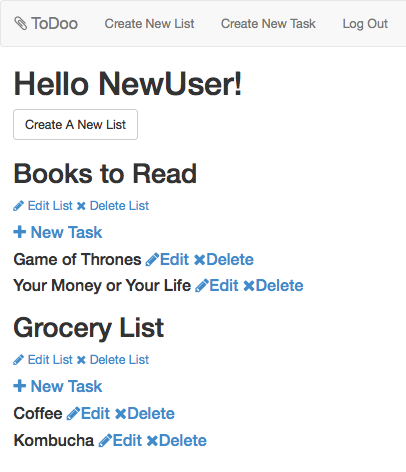 ToDoo Create New List Create New Task Log Out
Hello NewUser!
Create A New List
Books to Read
Edit List Delete List
New Task
Game of Thrones Edit Delete
Your Money or Your Life Edit Delete
Grocery List
Edit List Delete List
New Task
Coffee Edit Delete
Kombucha Edit Delete